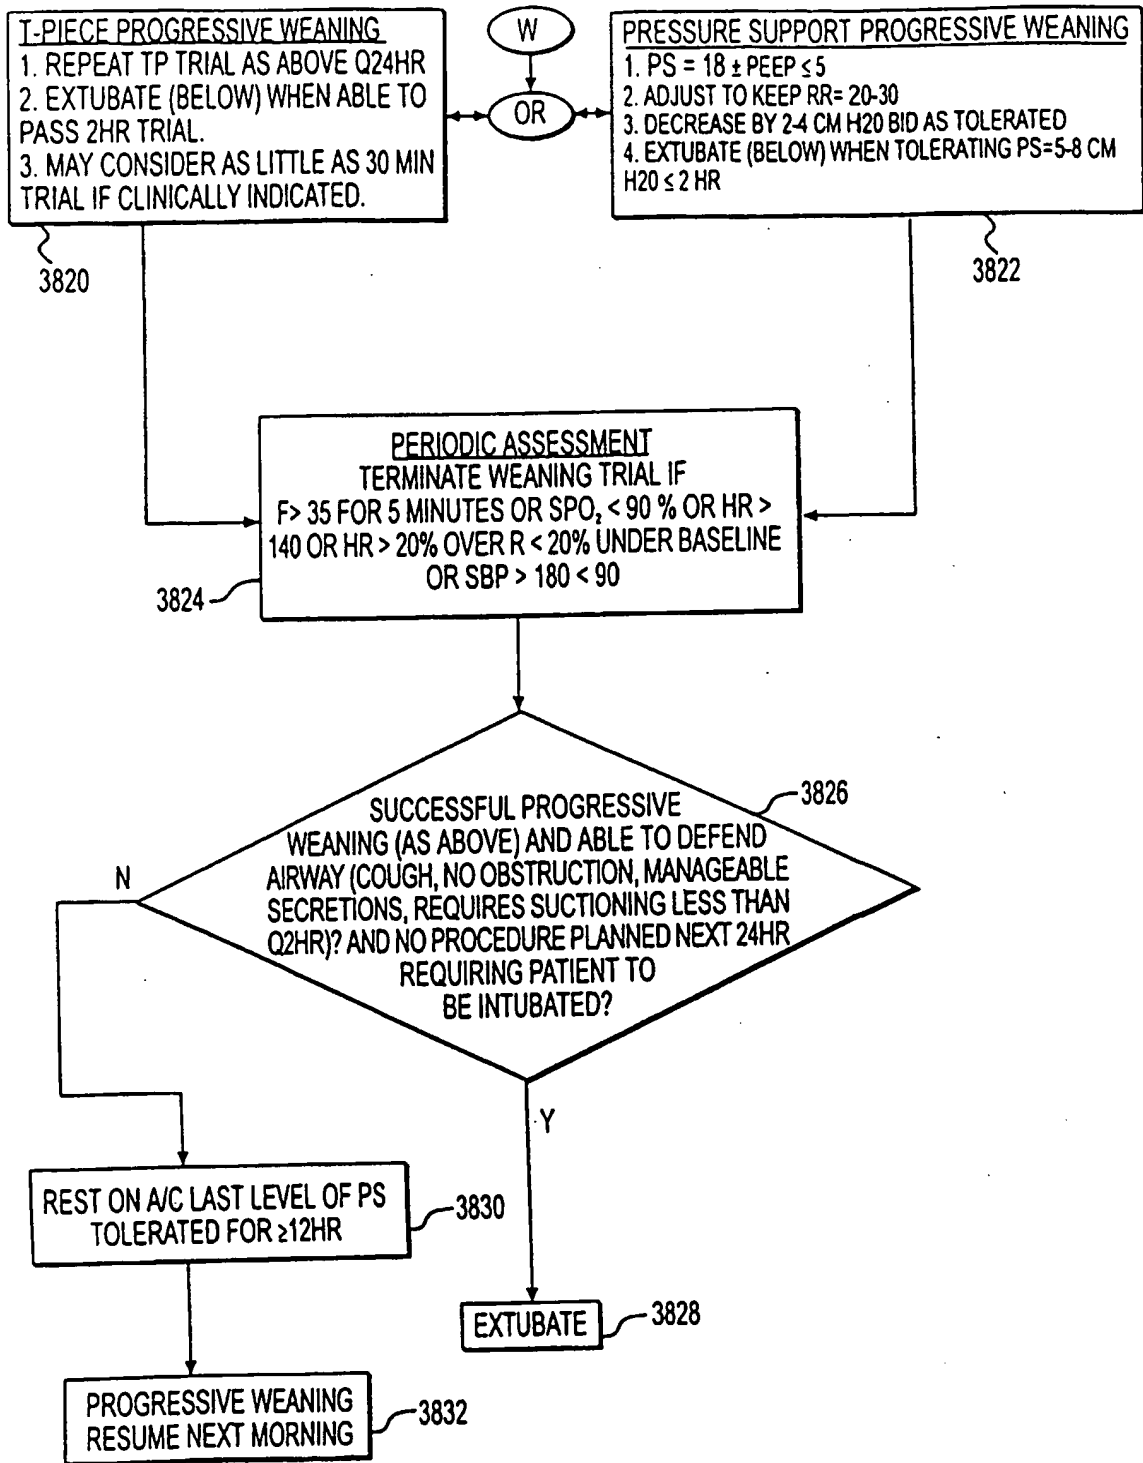 T-PIECE PROGRESSIVE WEANING
1. REPEAT TP TRIAL AS ABOVE Q24HR
2. EXTUBATE (BELOW) WHEN ABLE TO
PASS 2HR TRIAL.
3. MAY CONSIDER AS LITTLE AS 30 MIN
TRIAL IF CLINICALLY INDICATED.
3820
W
OR
PRESSURE SUPPORT PROGRESSIVE WEANING
1. PS = 18 ± PEEP ≤ 5
2. ADJUST TO KEEP RR= 20-30
3. DECREASE BY 2-4 CM H20 BID AS TOLERATED
4. EXTUBATE (BELOW) WHEN TOLERATING PS=5-8 CM
H20 ≤ 2 HR
3822
PERIODIC ASSESSMENT
TERMINATE WEANING TRIAL IF
F> 35 FOR 5 MINUTES OR SPO₂ < 90 % OR HR >
140 OR HR > 20% OVER R < 20% UNDER BASELINE
OR SBP > 180 < 90
3824
SUCCESSFUL PROGRESSIVE
WEANING (AS ABOVE) AND ABLE TO DEFEND
AIRWAY (COUGH, NO OBSTRUCTION, MANAGEABLE
SECRETIONS, REQUIRES SUCTIONING LESS THAN
Q2HR)? AND NO PROCEDURE PLANNED NEXT 24HR
REQUIRING PATIENT TO
BE INTUBATED?
3826
N
Y
REST ON A/C LAST LEVEL OF PS
TOLERATED FOR ≥12HR
3830
EXTUBATE
3828
PROGRESSIVE WEANING
RESUME NEXT MORNING
3832